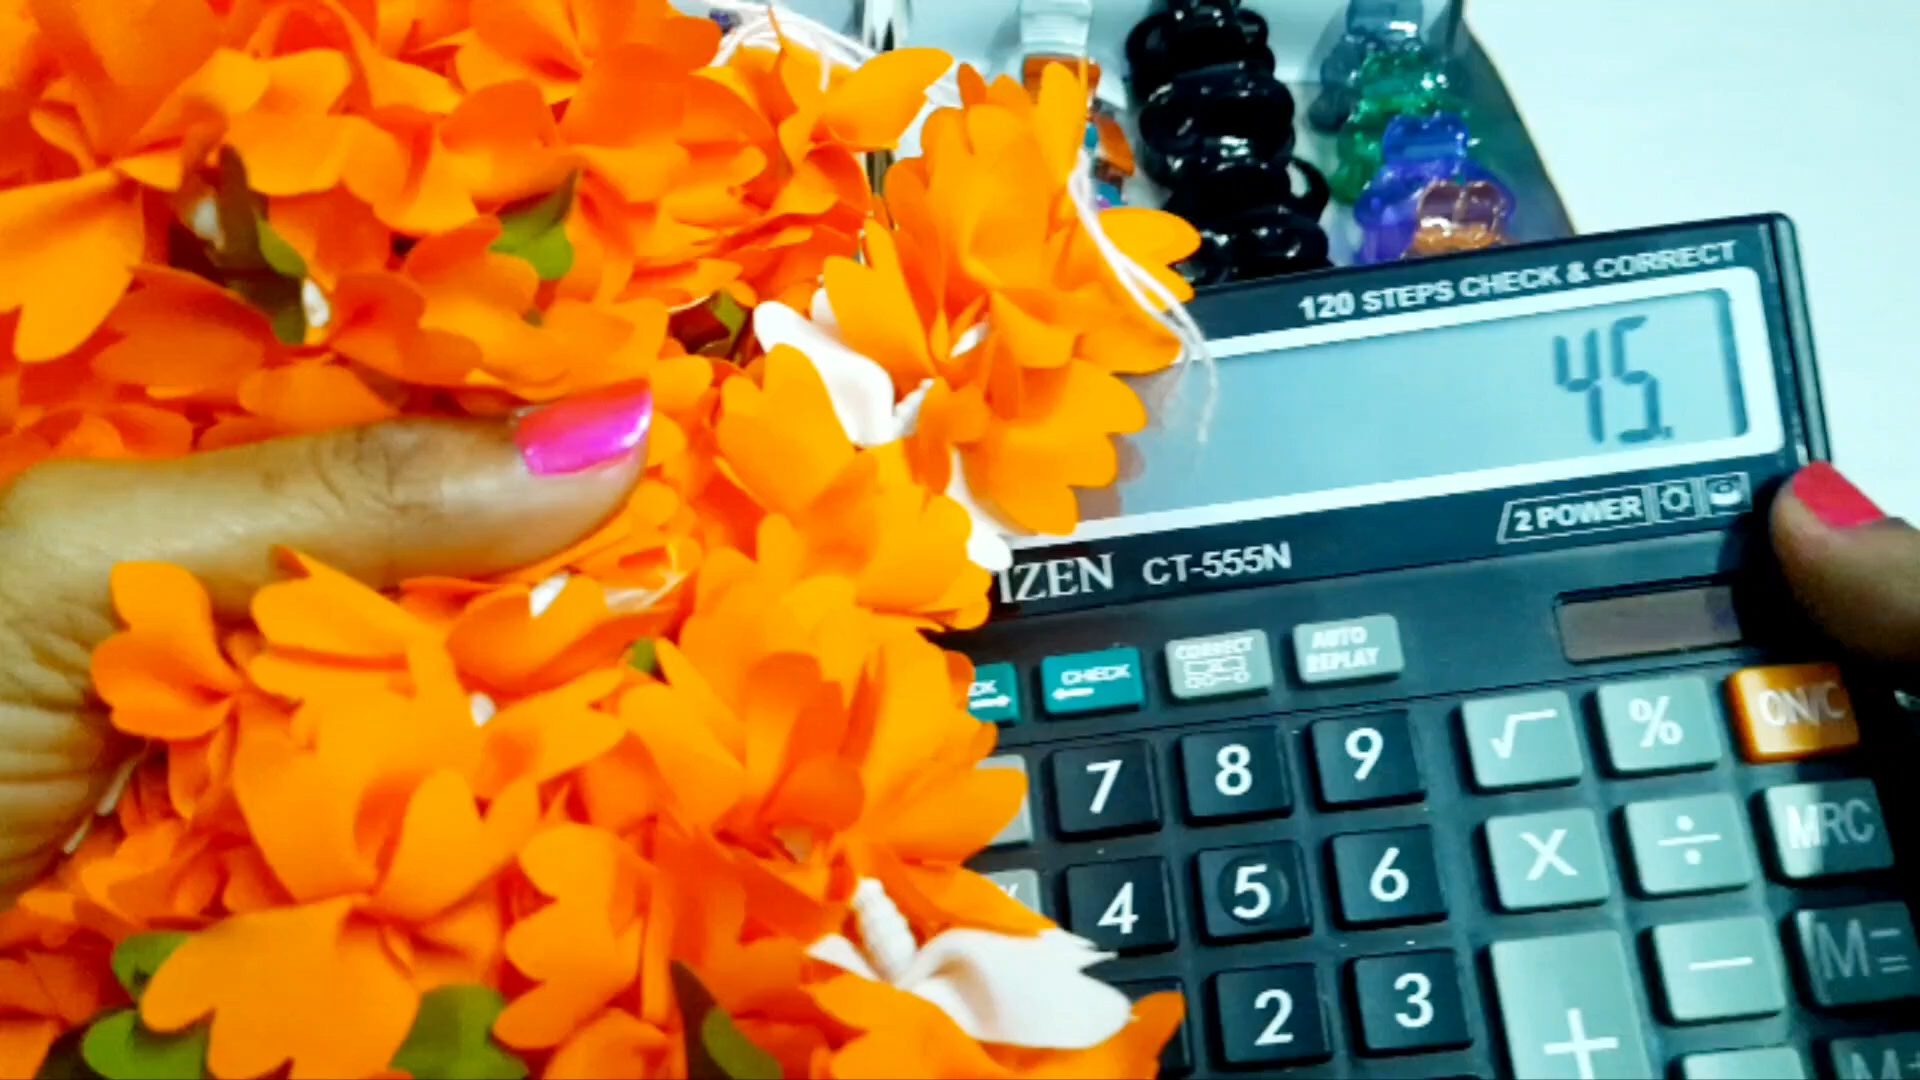 120 STEPS CHECK & CORRECT
45.
2 POWER
IZEN CT-555N
CHECK
CORRECT
AUTO
REPLAY
7 8 9 √ % ON/C
4 5 6 X ÷ MRC
2 3 + − M=